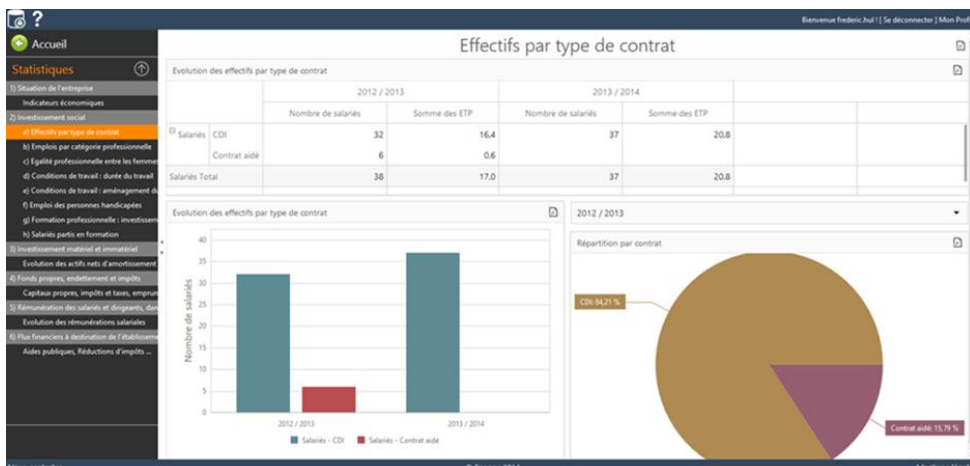 ?
Bienvenue frederic.hul ! [ Se déconnecter ] Mon Prof
Accueil
Statistiques
1) Situation de l'entreprise
Indicateurs économiques
2) Investissement social
a) Effectifs par type de contrat
b) Emplois par catégorie professionnelle
c) Egalité professionnelle entre les femmes
d) Conditions de travail : durée du travail
e) Conditions de travail : aménagement du
f) Emploi des personnes handicapées
g) Formation professionnelle : investissem
h) Salariés partis en formation
3) Investissement matériel et immatériel
Evolution des actifs nets d'amortissement
4) Fonds propres, endettement et impôts
Capitaux propres, impôts et taxes, emprun
5) Rémunération des salariés et dirigeants, dan
Evolution des rémunérations salariales
6) Flux financiers à destination de l'établisseme
Aides publiques, Réductions d'impôts ...
Effectifs par type de contrat
Evolution des effectifs par type de contrat
2012 / 2013 2013 / 2014
Nombre de salariés Somme des ETP Nombre de salariés Somme des ETP
Salariés CDI 32 16,4 37 20,8
Contrat aidé 6 0,6
Salariés Total 38 17,0 37 20,8
Evolution des effectifs par type de contrat
40
35
30
25
20
15
10
5
0
Nombre de salariés
2012 / 2013 2013 / 2014
Salariés - CDI Salariés - Contrat aidé
2012 / 2013
Répartition par contrat
CDI: 84,21 %
Contrat aidé: 15,79 %